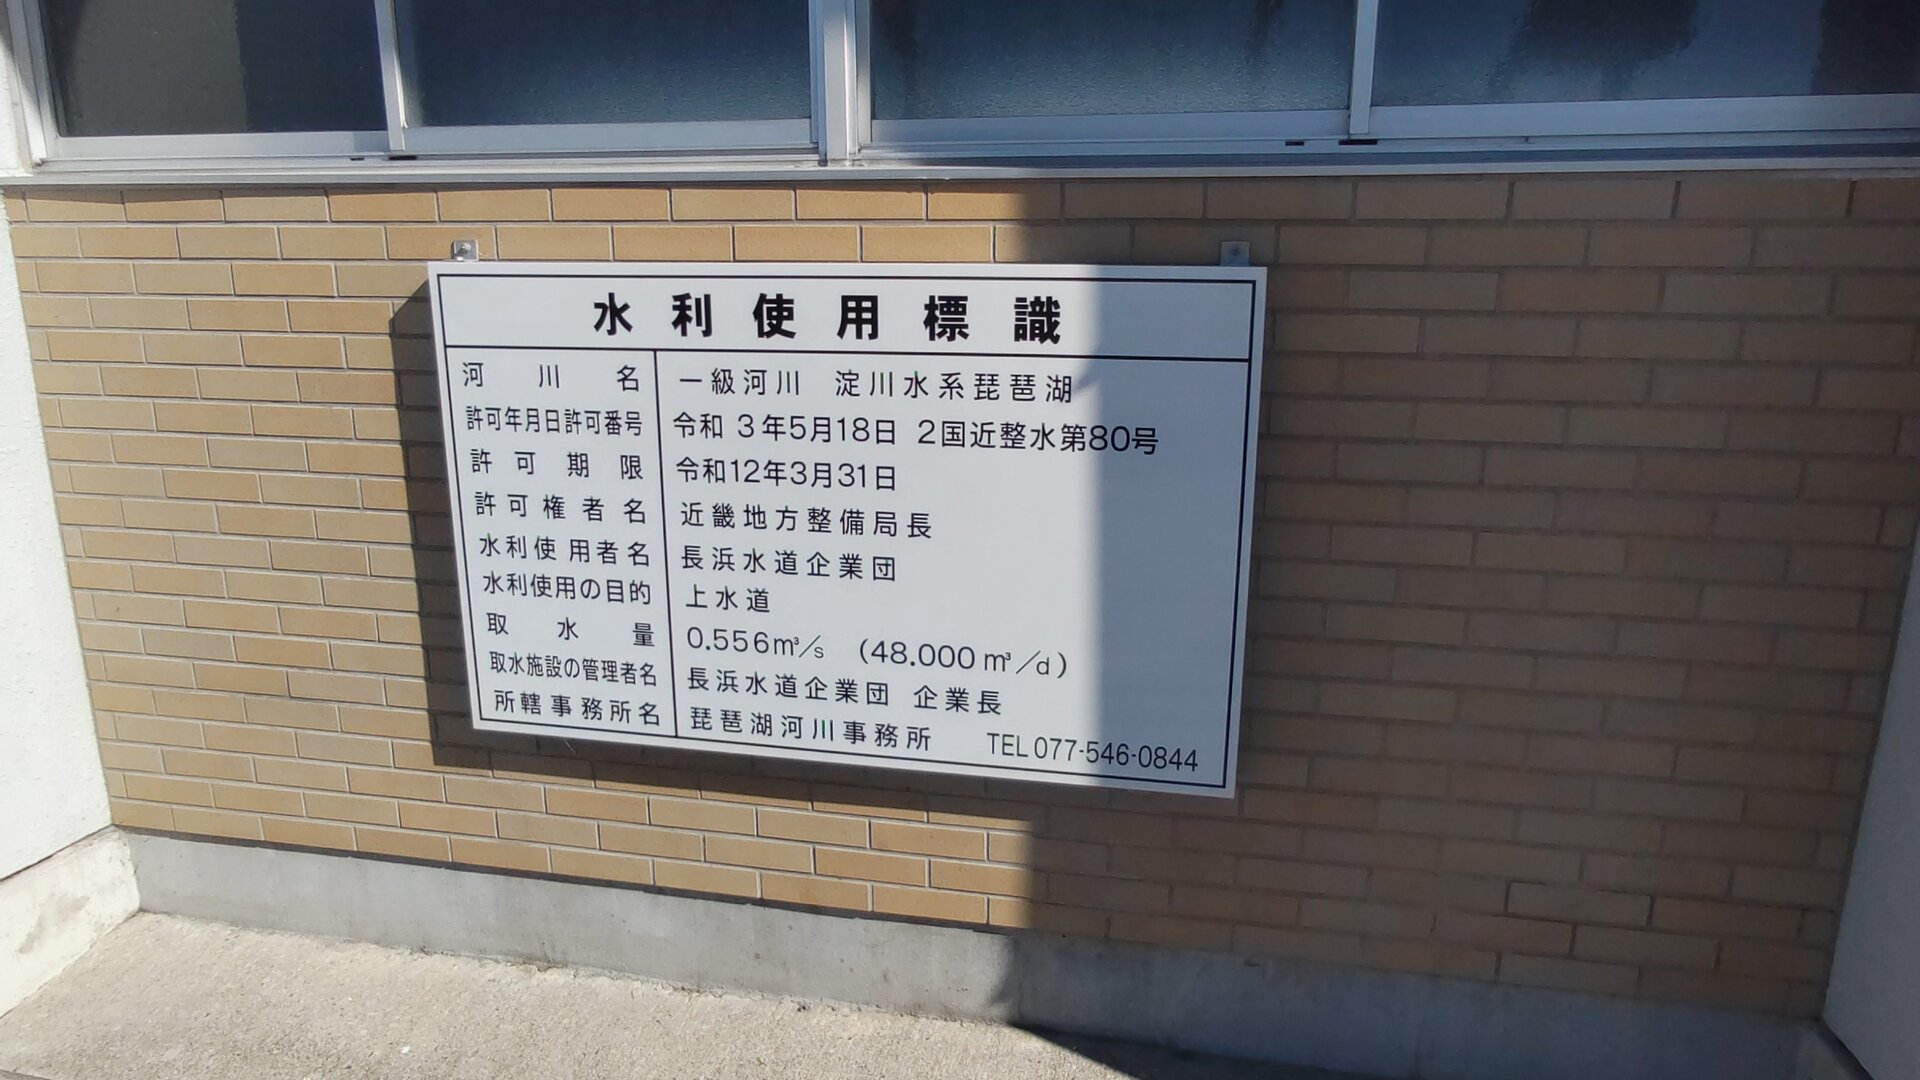 水利使用標識
河川名 一級河川 淀川水系琵琶湖
許可年月日許可番号 令和3年5月18日 2国近整水第80号
許可期限 令和12年3月31日
許可権者名 近畿地方整備局長
水利使用者名 長浜水道企業団
水利使用の目的 上水道
取水量 0.556m³/s (48.000m³/d)
取水施設の管理者名 長浜水道企業団 企業長
所轄事務所名 琵琶湖河川事務所 TEL 077-546-0844